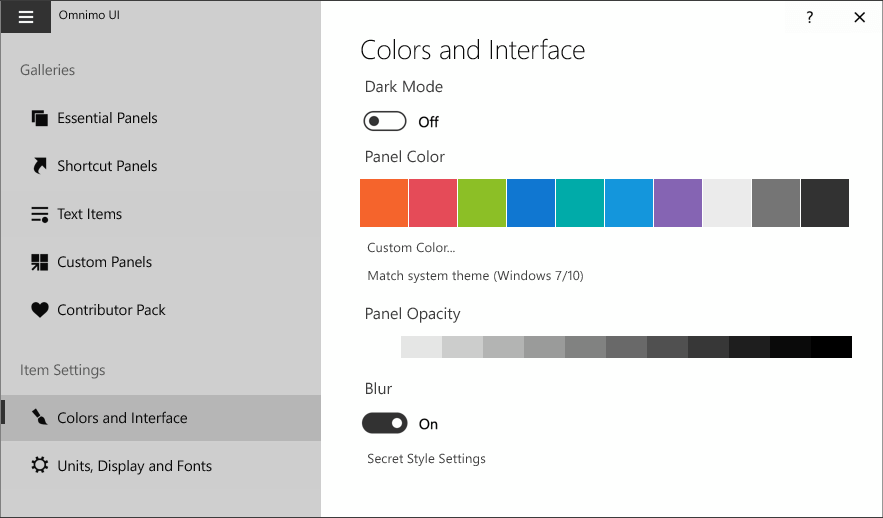 Omnimo UI
?
Galleries
Essential Panels
Shortcut Panels
Text Items
Custom Panels
Contributor Pack
Item Settings
Colors and Interface
Units, Display and Fonts
Colors and Interface
Dark Mode
Off
Panel Color
Custom Color...
Match system theme (Windows 7/10)
Panel Opacity
Blur
On
Secret Style Settings